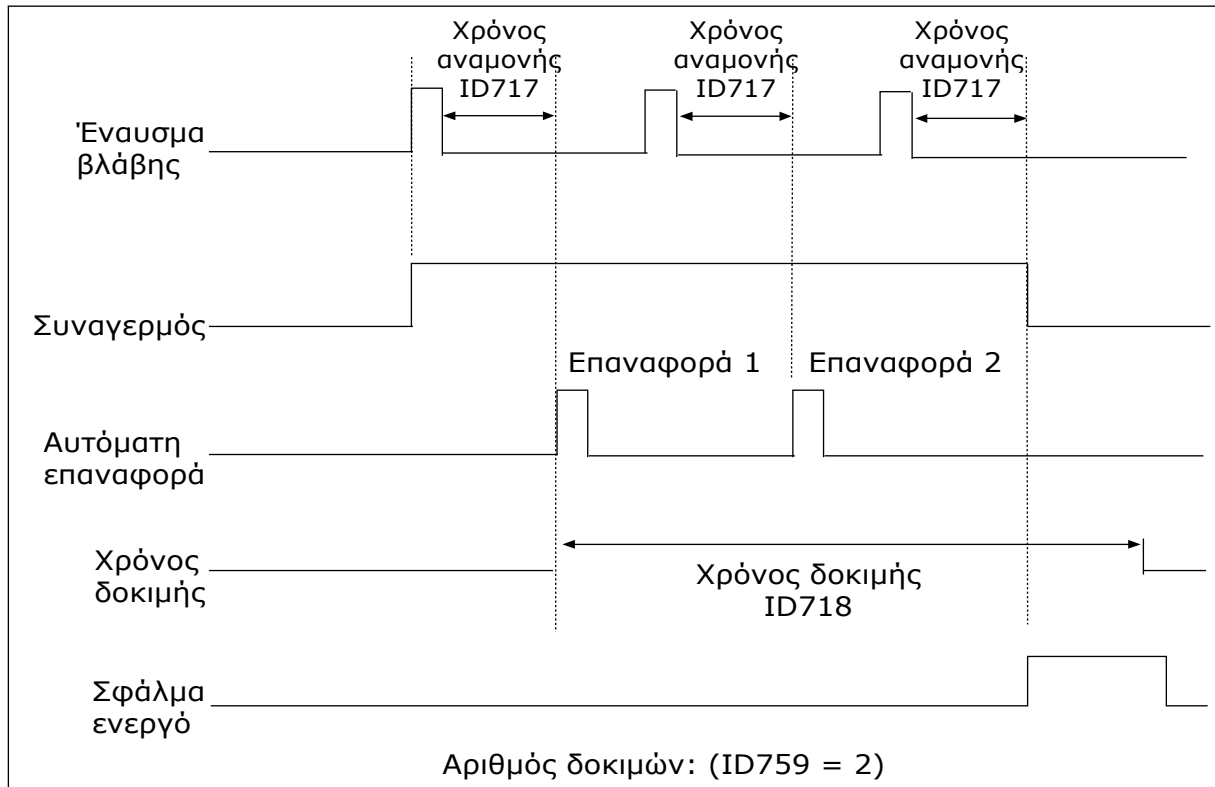 Χρόνος
αναμονής
ID717
Χρόνος
αναμονής
ID717
Χρόνος
αναμονής
ID717
Έναυσμα
βλάβης
Συναγερμός
Επαναφορά 1
Επαναφορά 2
Αυτόματη
επαναφορά
Χρόνος
δοκιμής
Χρόνος δοκιμής
ID718
Σφάλμα
ενεργό
Αριθμός δοκιμών: (ID759 = 2)